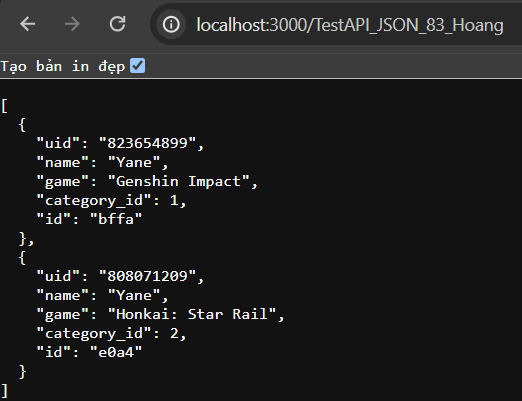 localhost:3000/TestAPI_JSON_83_Hoang
Tạo bản in đẹp
[
  {
    "uid": "823654899",
    "name": "Yane",
    "game": "Genshin Impact",
    "category_id": 1,
    "id": "bffa"
  },
  {
    "uid": "808071209",
    "name": "Yane",
    "game": "Honkai: Star Rail",
    "category_id": 2,
    "id": "e0a4"
  }
]